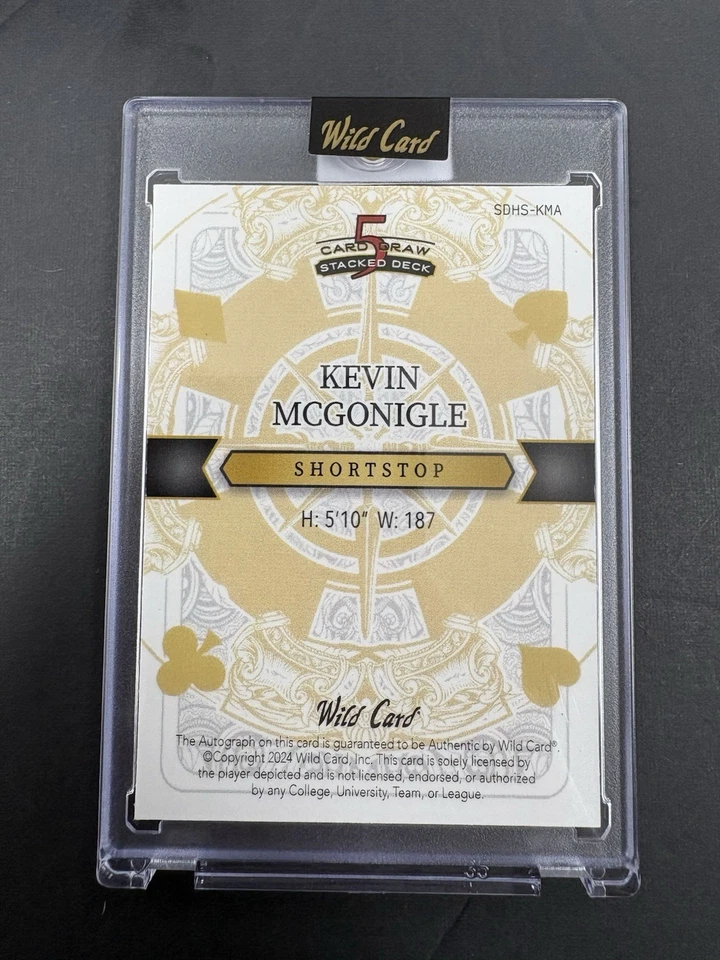 Wild Card
SDHS-KMA
5
CARD DRAW
STACKED DECK
KEVIN
MCGONIGLE
SHORTSTOP
H: 5'10" W: 187
Wild Card
The Autograph on this card is guaranteed to be Authentic by Wild Card®
©Copyright 2024 Wild Card, Inc. This card is solely licensed by
the player depicted and is not licensed, endorsed, or authorized
by any College, University, Team, or League.
35